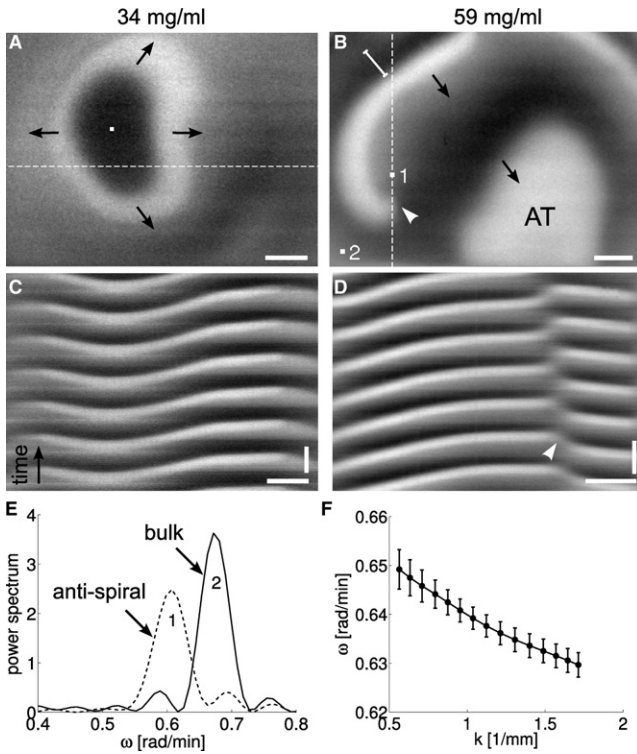 34 mg/ml
59 mg/ml
A
B
1
AT
2
C
D
time
E
4
3
2
1
0
power spectrum
bulk
anti-spiral
1
2
0.4
0.5
0.6
0.7
0.8
ω [rad/min]
F
0.66
0.65
0.64
0.63
0.62
ω [rad/min]
0.5
1
1.5
2
k [1/mm]